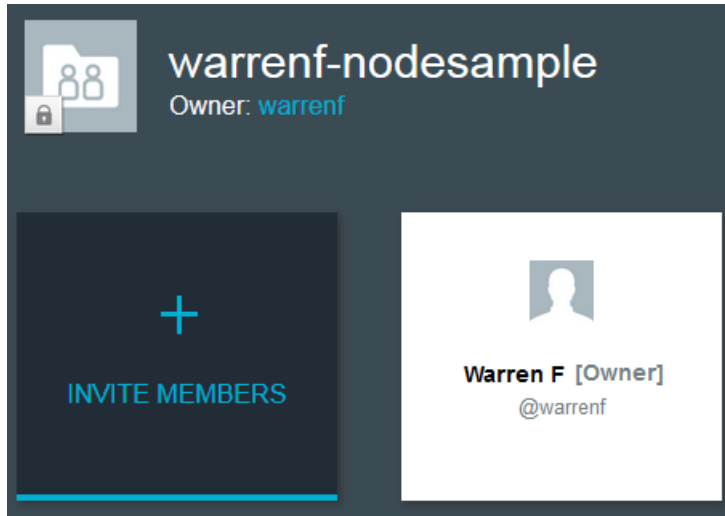 warrenf-nodesample
Owner: warrenf
+
INVITE MEMBERS
Warren F [Owner]
@warrenf